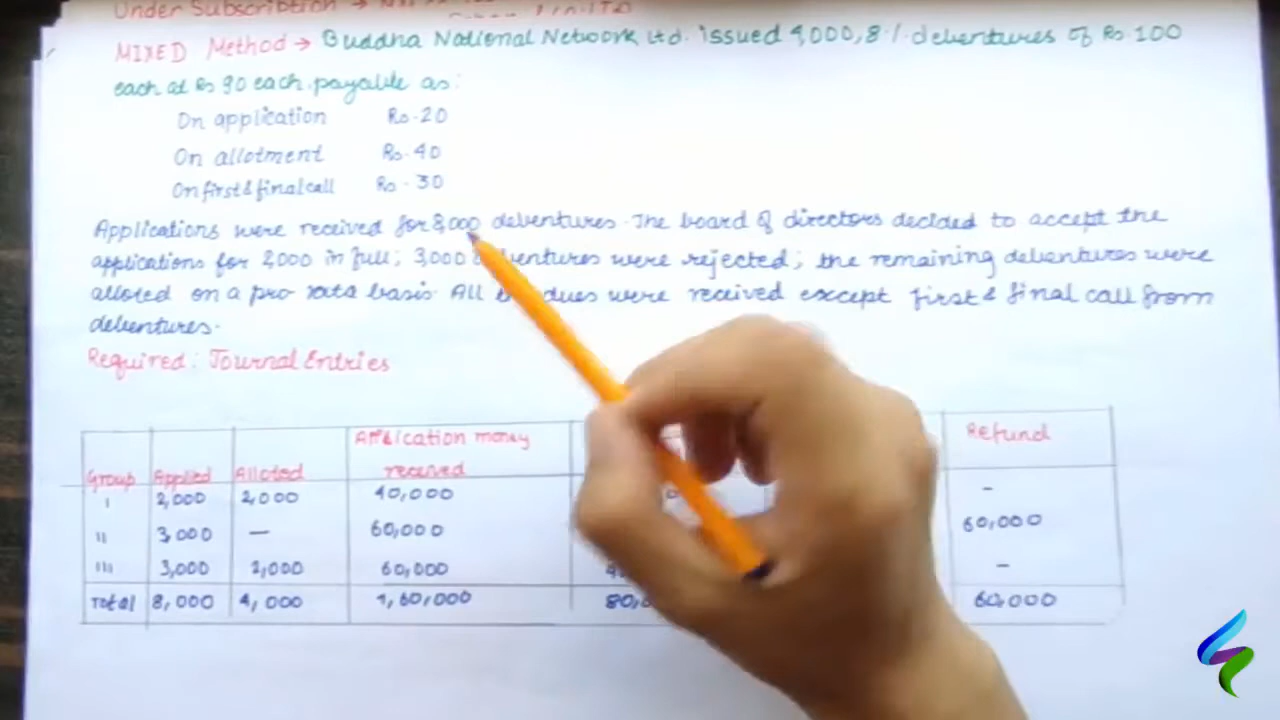 Under Subscribtion →
MIXED Method → Buddha National Network Ltd. issued 4,000, 8% debentures of Rs. 100
each at Rs 90 each, payable as:
On application Rs. 20
On allotment Rs. 40
On first & final call Rs. 30
Applications were received for 8,000 debentures. The board of directors decided to accept the
applications for 2,000 in full; 3,000 debentures were rejected; the remaining debentures were
alloted on a pro rata basis. All dues were received except first & final call from
debentures.
Required: Journal Entries
Application money Refund
Group Applied Alloted received
I 2,000 2,000 40,000 -
II 3,000 — 60,000 60,000
III 3,000 2,000 60,000 -
Total 8,000 4,000 1,60,000 60,000